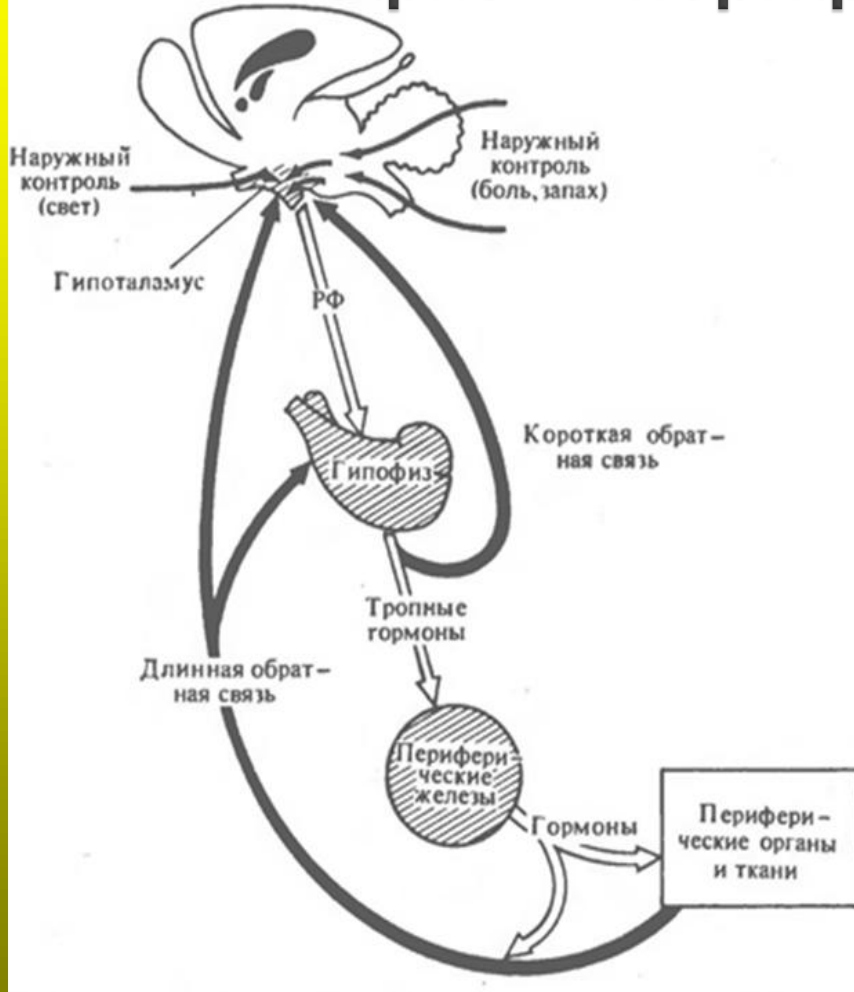 Наружный
контроль
(свет)
Наружный
контроль
(боль, запах)
Гипоталамус
РФ
Короткая обрат–
ная связь
Гипофиз
Тропные
гормоны
Длинная обрат–
ная связь
Перифери–
ческие
железы
Гормоны
Перифери–
ческие органы
и ткани